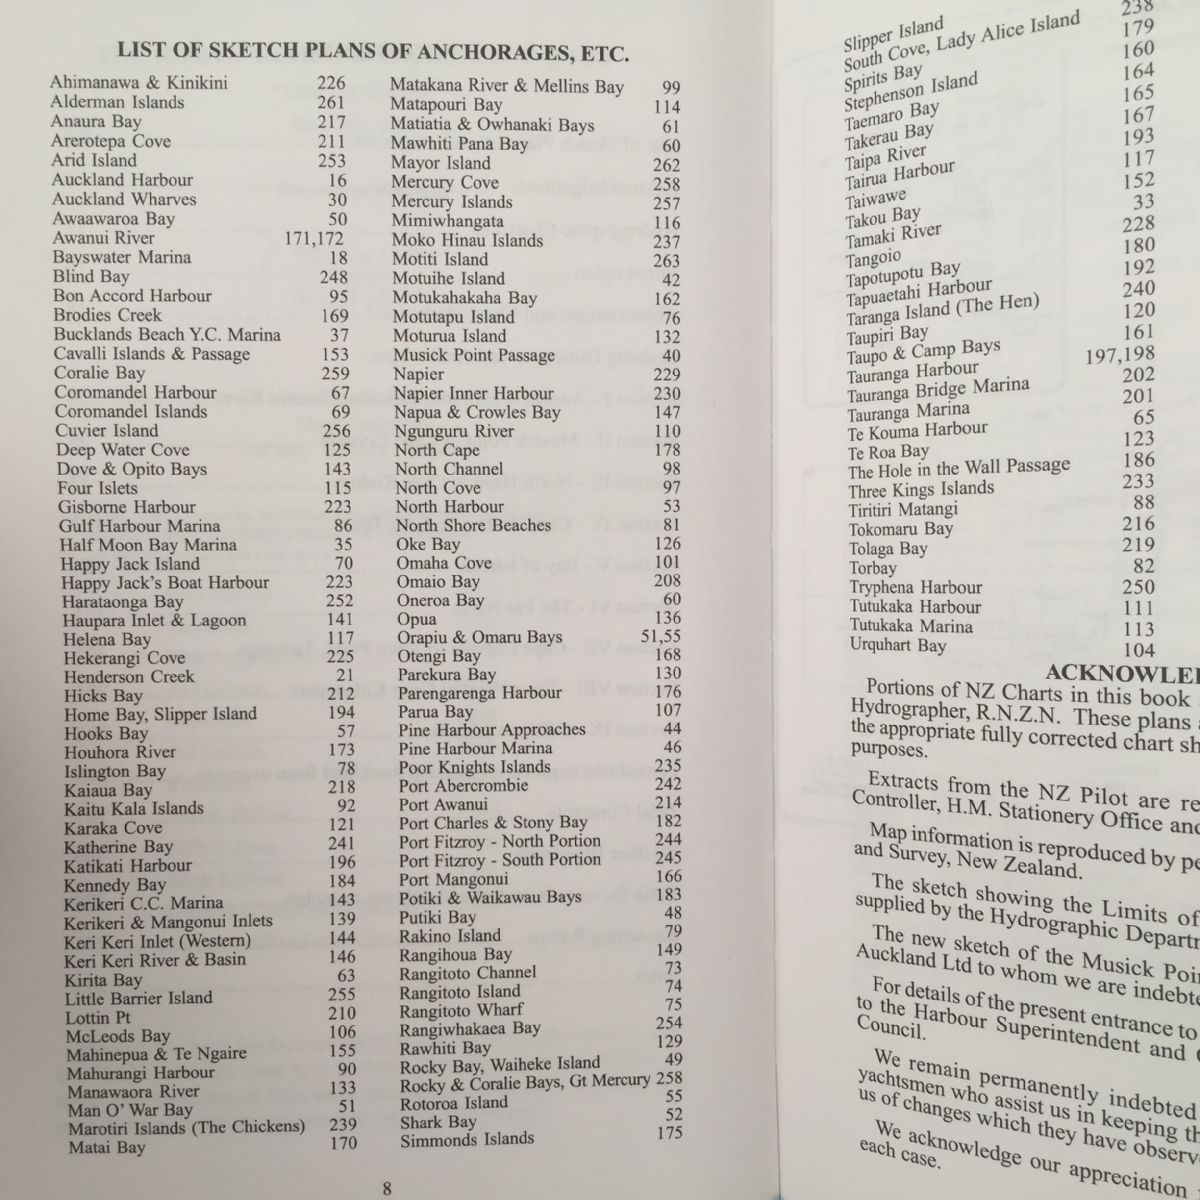 LIST OF SKETCH PLANS OF ANCHORAGES, ETC.
Ahimanawa & Kinikini 226
Alderman Islands 261
Anaura Bay 217
Arerotepa Cove 211
Arid Island 253
Auckland Harbour 16
Auckland Wharves 30
Awaawaroa Bay 50
Awanui River 171,172
Bayswater Marina 18
Blind Bay 248
Bon Accord Harbour 95
Brodies Creek 169
Bucklands Beach Y.C. Marina 37
Cavalli Islands & Passage 153
Coralie Bay 259
Coromandel Harbour 67
Coromandel Islands 69
Cuvier Island 256
Deep Water Cove 125
Dove & Opito Bays 143
Four Islets 115
Gisborne Harbour 223
Gulf Harbour Marina 86
Half Moon Bay Marina 35
Happy Jack Island 70
Happy Jack's Boat Harbour 223
Harataonga Bay 252
Haupara Inlet & Lagoon 141
Helena Bay 117
Hekerangi Cove 225
Henderson Creek 21
Hicks Bay 212
Home Bay, Slipper Island 194
Hooks Bay 57
Houhora River 173
Islington Bay 78
Kaiaua Bay 218
Kaitu Kala Islands 92
Karaka Cove 121
Katherine Bay 241
Katikati Harbour 196
Kennedy Bay 184
Kerikeri C.C. Marina 143
Kerikeri & Mangonui Inlets 139
Keri Keri Inlet (Western) 144
Keri Keri River & Basin 146
Kirita Bay 63
Little Barrier Island 255
Lottin Pt 210
McLeods Bay 106
Mahinepua & Te Ngaire 155
Mahurangi Harbour 90
Manawaora River 133
Man O' War Bay 51
Marotiri Islands (The Chickens) 239
Matai Bay 170
Matakana River & Mellins Bay 99
Matapouri Bay 114
Matiatia & Owhanaki Bays 61
Mawhiti Pana Bay 60
Mayor Island 262
Mercury Cove 258
Mercury Islands 257
Mimiwhangata 116
Moko Hinau Islands 237
Motiti Island 263
Motuihe Island 42
Motukahakaha Bay 162
Motutapu Island 76
Moturua Island 132
Musick Point Passage 40
Napier 229
Napier Inner Harbour 230
Napua & Crowles Bay 147
Ngunguru River 110
North Cape 178
North Channel 98
North Cove 97
North Harbour 53
North Shore Beaches 81
Oke Bay 126
Omaha Cove 101
Omaio Bay 208
Oneroa Bay 60
Opua 136
Orapiu & Omaru Bays 51,55
Otengi Bay 168
Parekura Bay 130
Parengarenga Harbour 176
Parua Bay 107
Pine Harbour Approaches 44
Pine Harbour Marina 46
Poor Knights Islands 235
Port Abercrombie 242
Port Awanui 214
Port Charles & Stony Bay 182
Port Fitzroy - North Portion 244
Port Fitzroy - South Portion 245
Port Mangonui 166
Potiki & Waikawau Bays 183
Putiki Bay 48
Rakino Island 79
Rangihoua Bay 149
Rangitoto Channel 73
Rangitoto Island 74
Rangitoto Wharf 75
Rangiwhakaea Bay 254
Rawhiti Bay 129
Rocky Bay, Waiheke Island 49
Rocky & Coralie Bays, Gt Mercury 258
Rotoroa Island 55
Shark Bay 52
Simmonds Islands 175
8
Slipper Island
South Cove, Lady Alice Island 238
Spirits Bay 179
Stephenson Island 160
Taemaro Bay 164
Takerau Bay 165
Taipa River 167
Tairua Harbour 193
Taiwawe 117
Takou Bay 152
Tamaki River 33
Tangoio 228
Tapotupotu Bay 180
Tapuaetahi Harbour 192
Taranga Island (The Hen) 240
Taupiri Bay 120
Taupo & Camp Bays 161
Tauranga Harbour 197,198
Tauranga Bridge Marina 202
Tauranga Marina 201
Te Kouma Harbour 65
Te Roa Bay 123
The Hole in the Wall Passage 186
Three Kings Islands 233
Tiritiri Matangi 88
Tokomaru Bay 216
Tolaga Bay 219
Torbay 82
Tryphena Harbour 250
Tutukaka Harbour 111
Tutukaka Marina 113
Urquhart Bay 104
ACKNOWLE
Portions of NZ Charts in this book
Hydrographer, R.N.Z.N. These plans
the appropriate fully corrected chart sh
purposes.
Extracts from the NZ Pilot are re
Controller, H.M. Stationery Office and
Map information is reproduced by pe
and Survey, New Zealand.
The sketch showing the Limits of
supplied by the Hydrographic Departm
The new sketch of the Musick Poi
Auckland Ltd to whom we are indebte
For details of the present entrance to
to the Harbour Superintendent and
Council.
We remain permanently indebted
yachtsmen who assist us in keeping th
us of changes which they have observ
We acknowledge our appreciation
each case.